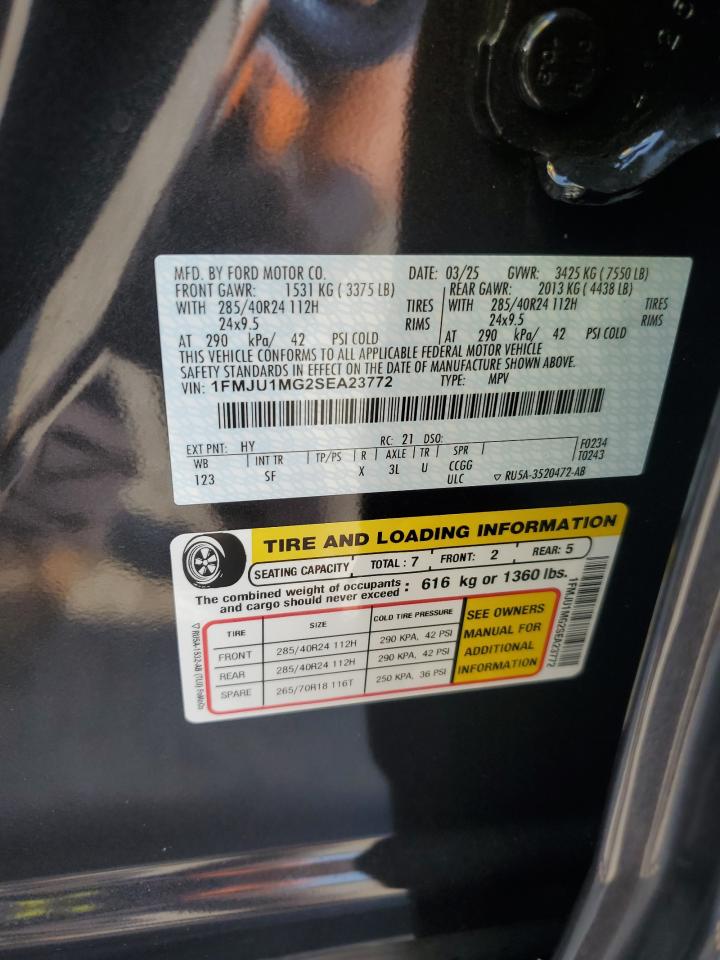 MFD. BY FORD MOTOR CO. DATE: 03/25 GVWR: 3425 KG ( 7550 LB)
FRONT GAWR: 1531 KG ( 3375 LB) REAR GAWR: 2013 KG ( 4438 LB)
WITH 285/40R24 112H TIRES WITH 285/40R24 112H TIRES
24x9.5 RIMS 24x9.5 RIMS
AT 290 kPa/ 42 PSI COLD AT 290 kPa/ 42 PSI COLD
THIS VEHICLE CONFORMS TO ALL APPLICABLE FEDERAL MOTOR VEHICLE
SAFETY STANDARDS IN EFFECT ON THE DATE OF MANUFACTURE SHOWN ABOVE.
VIN: 1FMJU1MG2SEA23772 TYPE: MPV
EXT PNT: HY RC: 21 DSO: F0234
WB INT TR TP/PS R AXLE TR SPR T0243
123 SF X 3L U CCGG
ULC ▽ RU5A-3520472-AB
TIRE AND LOADING INFORMATION
SEATING CAPACITY TOTAL : 7 FRONT: 2 REAR: 5
The combined weight of occupants
and cargo should never exceed : 616 kg or 1360 lbs.
TIRE SIZE COLD TIRE PRESSURE
FRONT 285/40R24 112H 290 KPA, 42 PSI
REAR 285/40R24 112H 290 KPA, 42 PSI
SPARE 265/70R18 116T 250 KPA, 36 PSI
SEE OWNERS
MANUAL FOR
ADDITIONAL
INFORMATION
1FMJU1MG2SEA23772